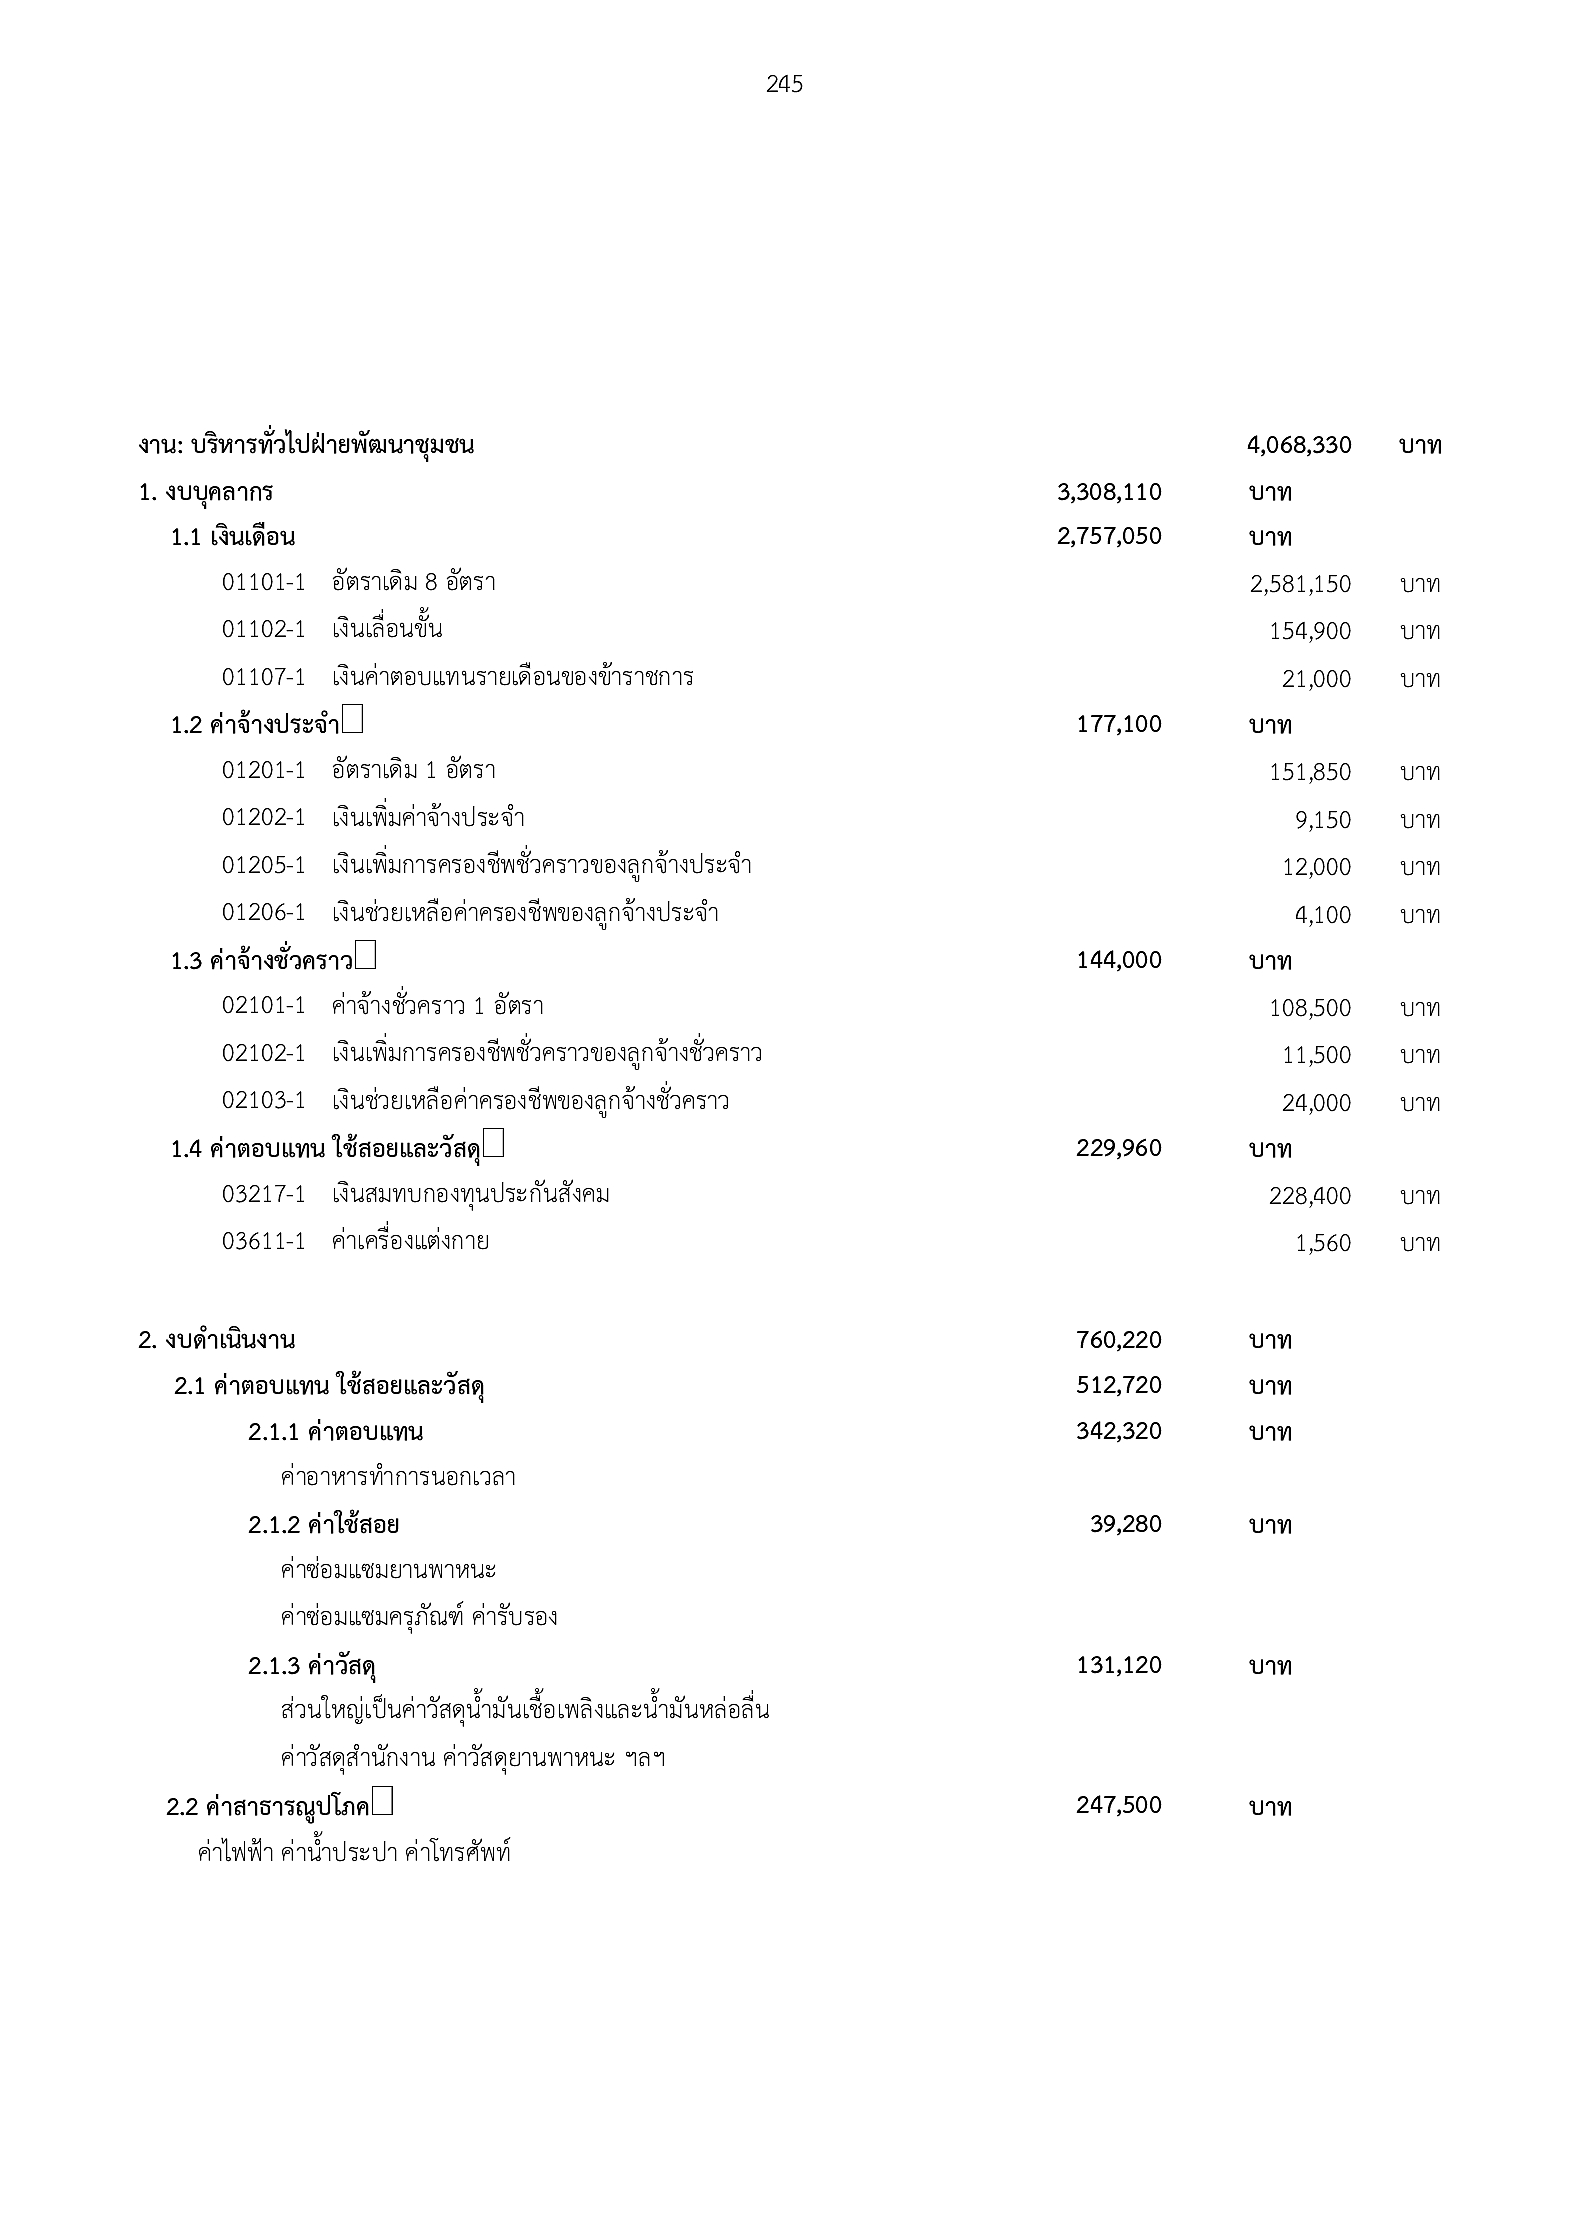 245
งาน: บริหารทั่วไปฝ่ายพัฒนาชุมชน 4,068,330 บาท
1. งบบุคลากร 3,308,110 บาท
1.1 เงินเดือน 2,757,050 บาท
01101-1 อัตราเดิม 8 อัตรา 2,581,150 บาท
01102-1 เงินเลื่อนขั้น 154,900 บาท
01107-1 เงินค่าตอบแทนรายเดือนของข้าราชการ 21,000 บาท
1.2 ค่าจ้างประจำ 177,100 บาท
01201-1 อัตราเดิม 1 อัตรา 151,850 บาท
01202-1 เงินเพิ่มค่าจ้างประจำ 9,150 บาท
01205-1 เงินเพิ่มการครองชีพชั่วคราวของลูกจ้างประจำ 12,000 บาท
01206-1 เงินช่วยเหลือค่าครองชีพของลูกจ้างประจำ 4,100 บาท
1.3 ค่าจ้างชั่วคราว 144,000 บาท
02101-1 ค่าจ้างชั่วคราว 1 อัตรา 108,500 บาท
02102-1 เงินเพิ่มการครองชีพชั่วคราวของลูกจ้างชั่วคราว 11,500 บาท
02103-1 เงินช่วยเหลือค่าครองชีพของลูกจ้างชั่วคราว 24,000 บาท
1.4 ค่าตอบแทน ใช้สอยและวัสดุ 229,960 บาท
03217-1 เงินสมทบกองทุนประกันสังคม 228,400 บาท
03611-1 ค่าเครื่องแต่งกาย 1,560 บาท
2. งบดำเนินงาน 760,220 บาท
2.1 ค่าตอบแทน ใช้สอยและวัสดุ 512,720 บาท
2.1.1 ค่าตอบแทน 342,320 บาท
ค่าอาหารทำการนอกเวลา
2.1.2 ค่าใช้สอย 39,280 บาท
ค่าซ่อมแซมยานพาหนะ
ค่าซ่อมแซมครุภัณฑ์ ค่ารับรอง
2.1.3 ค่าวัสดุ 131,120 บาท
ส่วนใหญ่เป็นค่าวัสดุน้ำมันเชื้อเพลิงและน้ำมันหล่อลื่น
ค่าวัสดุสำนักงาน ค่าวัสดุยานพาหนะ ฯลฯ
2.2 ค่าสาธารณูปโภค 247,500 บาท
ค่าไฟฟ้า ค่าน้ำประปา ค่าโทรศัพท์